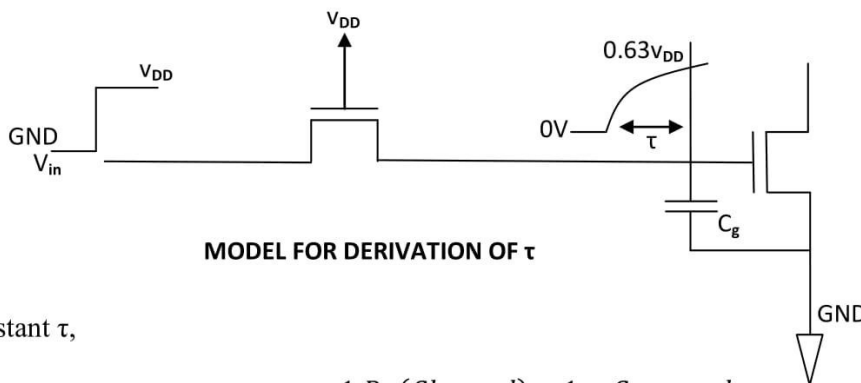 VDD
0.63VDD
VDD
GND
Vin
0V
τ
Cg
MODEL FOR DERIVATION OF τ
GND
stant τ,